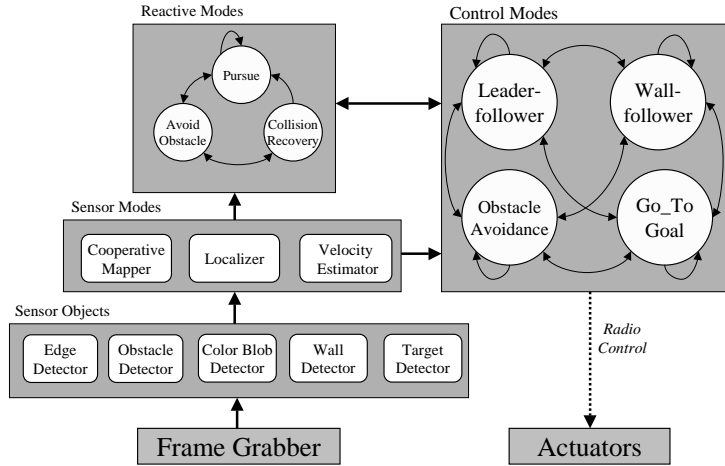 Reactive Modes
Pursue
Avoid
Obstacle
Collision
Recovery
Control Modes
Leader-
follower
Wall-
follower
Obstacle
Avoidance
Go_To
Goal
Sensor Modes
Cooperative
Mapper
Localizer
Velocity
Estimator
Sensor Objects
Edge
Detector
Obstacle
Detector
Color Blob
Detector
Wall
Detector
Target
Detector
Radio
Control
Frame Grabber
Actuators